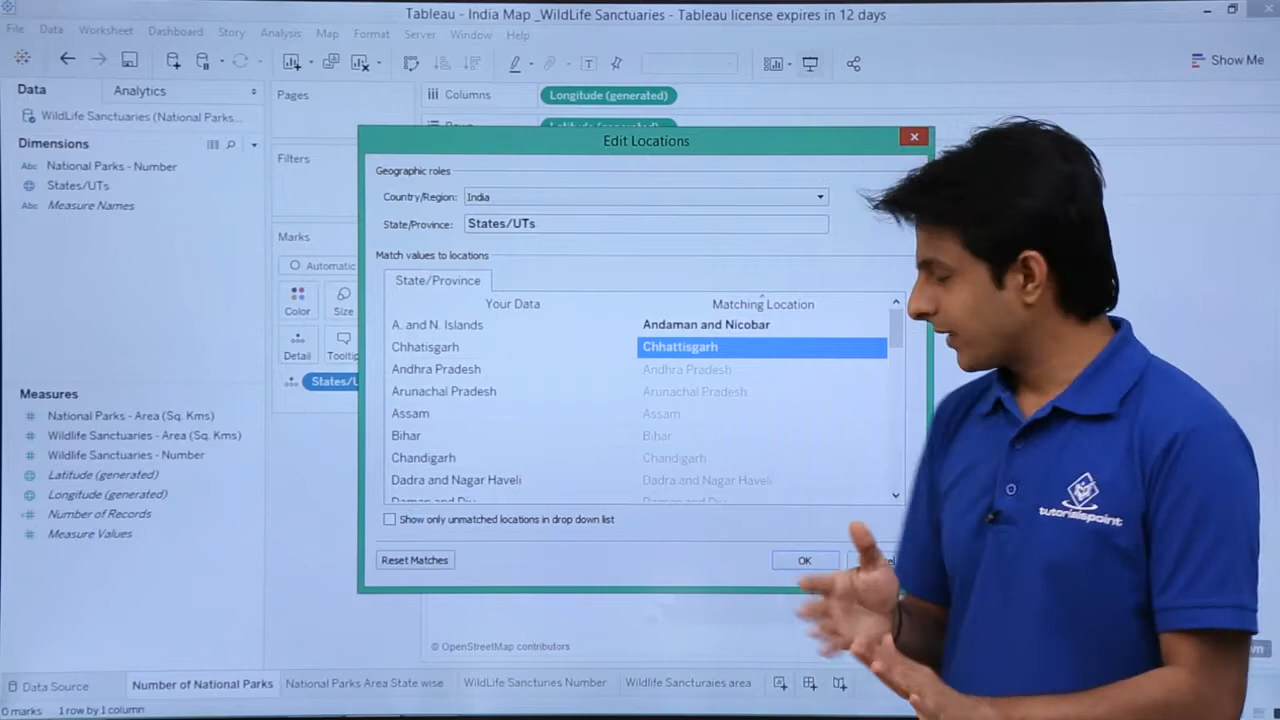 Tableau - India Map _WildLife Sanctuaries - Tableau license expires in 12 days
File Data Worksheet Dashboard Story Analysis Map Format Server Window Help
Show Me
Data Analytics
WildLife Sanctuaries (National Parks...
Dimensions
Abc National Parks - Number
States/UTs
Abc Measure Names
Measures
National Parks - Area (Sq. Kms)
Wildlife Sanctuaries - Area (Sq. Kms)
Wildlife Sanctuaries - Number
Latitude (generated)
Longitude (generated)
Number of Records
Measure Values
Pages
Filters
Marks
Automatic
Color Size
Detail Tooltip
States/U
Columns Longitude (generated)
Latitude (generated)
Edit Locations
Geographic roles
Country/Region: India
State/Province: States/UTs
Match values to locations
State/Province
Your Data Matching Location
A. and N. Islands Andaman and Nicobar
Chhatisgarh Chhattisgarh
Andhra Pradesh Andhra Pradesh
Arunachal Pradesh Arunachal Pradesh
Assam Assam
Bihar Bihar
Chandigarh Chandigarh
Dadra and Nagar Haveli Dadra and Nagar Haveli
Show only unmatched locations in drop down list
Reset Matches OK
© OpenStreetMap contributors
tutorialspoint
Data Source Number of National Parks National Parks Area State wise WildLife Sancturies Number Wildlife Sancturaies area
0 marks 1 row by 1 column